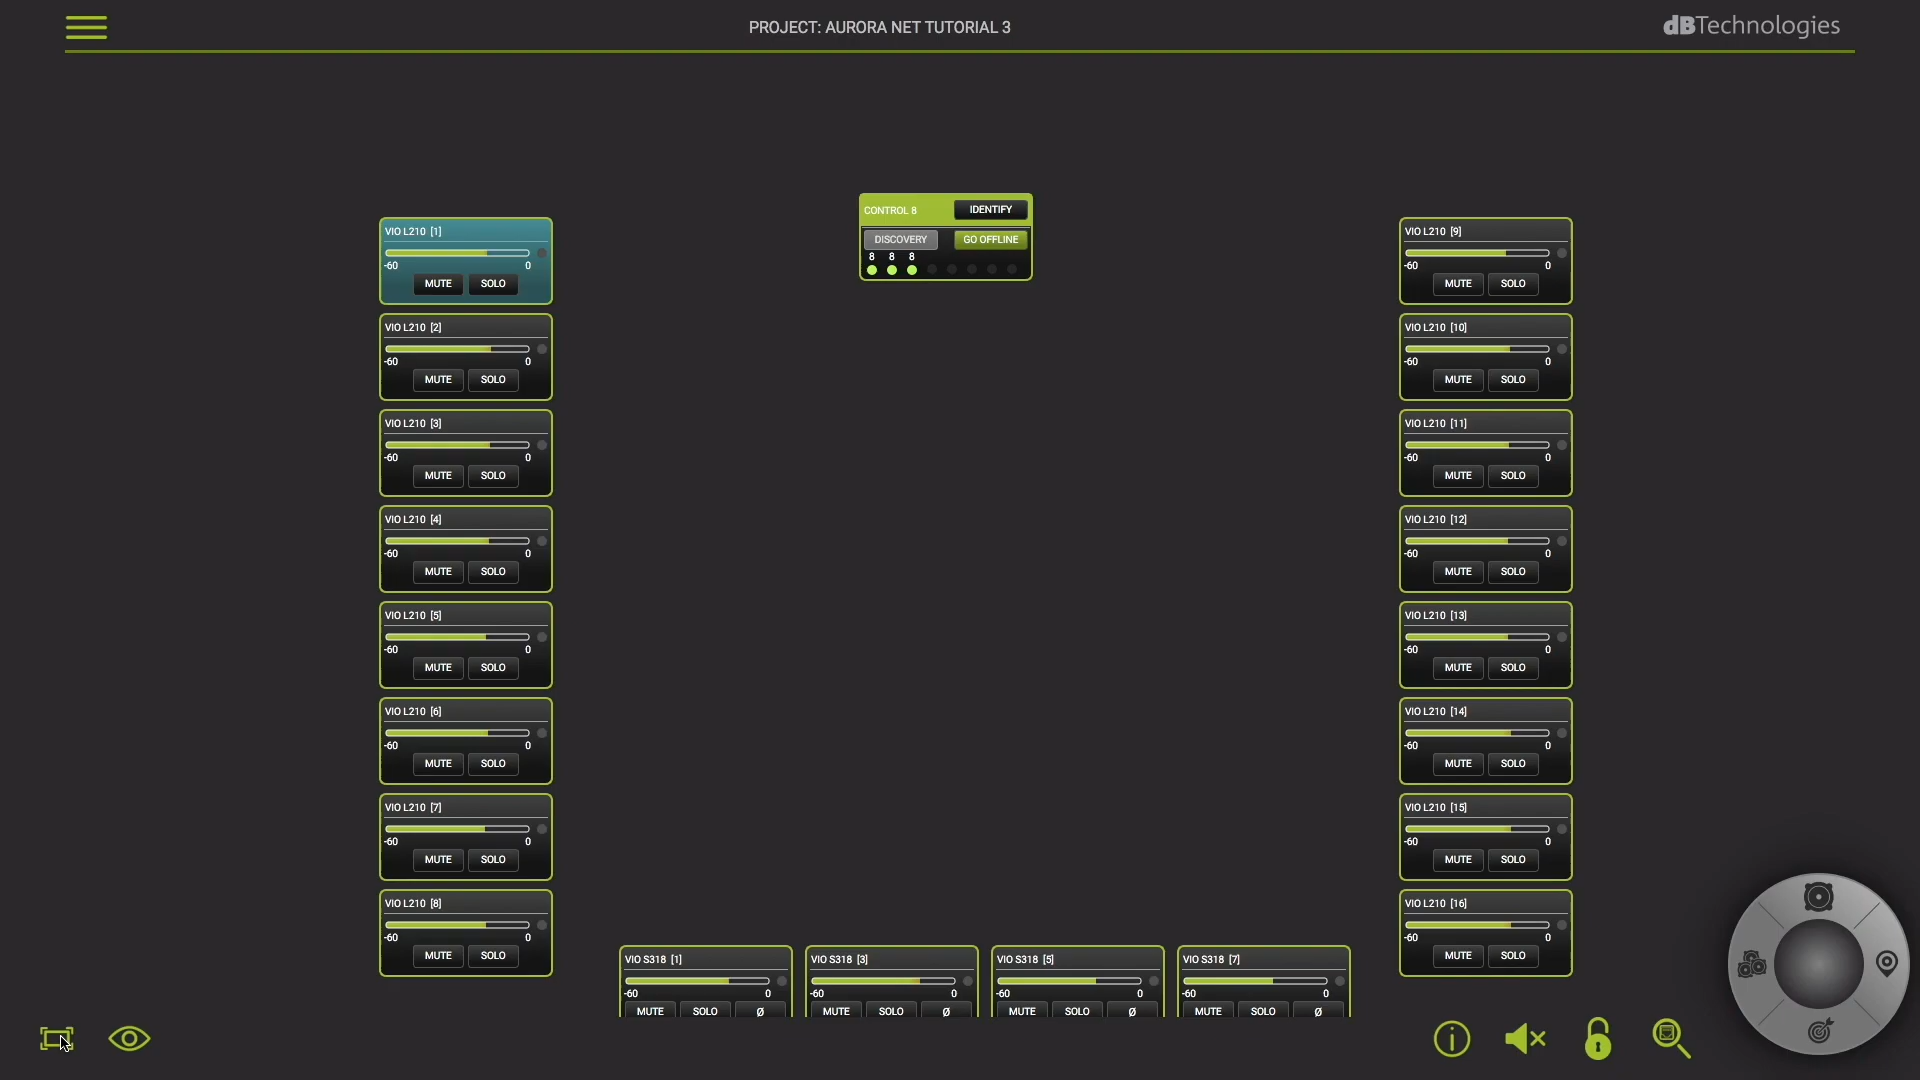 PROJECT: AURORA NET TUTORIAL 3
dBTechnologies
CONTROL 8 IDENTIFY
DISCOVERY GO OFFLINE
8 8 8
VIO L210 [1]
-60 0
MUTE SOLO
VIO L210 [2]
-60 0
MUTE SOLO
VIO L210 [3]
-60 0
MUTE SOLO
VIO L210 [4]
-60 0
MUTE SOLO
VIO L210 [5]
-60 0
MUTE SOLO
VIO L210 [6]
-60 0
MUTE SOLO
VIO L210 [7]
-60 0
MUTE SOLO
VIO L210 [8]
-60 0
MUTE SOLO
VIO L210 [9]
-60 0
MUTE SOLO
VIO L210 [10]
-60 0
MUTE SOLO
VIO L210 [11]
-60 0
MUTE SOLO
VIO L210 [12]
-60 0
MUTE SOLO
VIO L210 [13]
-60 0
MUTE SOLO
VIO L210 [14]
-60 0
MUTE SOLO
VIO L210 [15]
-60 0
MUTE SOLO
VIO L210 [16]
-60 0
MUTE SOLO
VIO S318 [1]
-60 0
MUTE SOLO Ø
VIO S318 [3]
-60 0
MUTE SOLO Ø
VIO S318 [5]
-60 0
MUTE SOLO Ø
VIO S318 [7]
-60 0
MUTE SOLO Ø